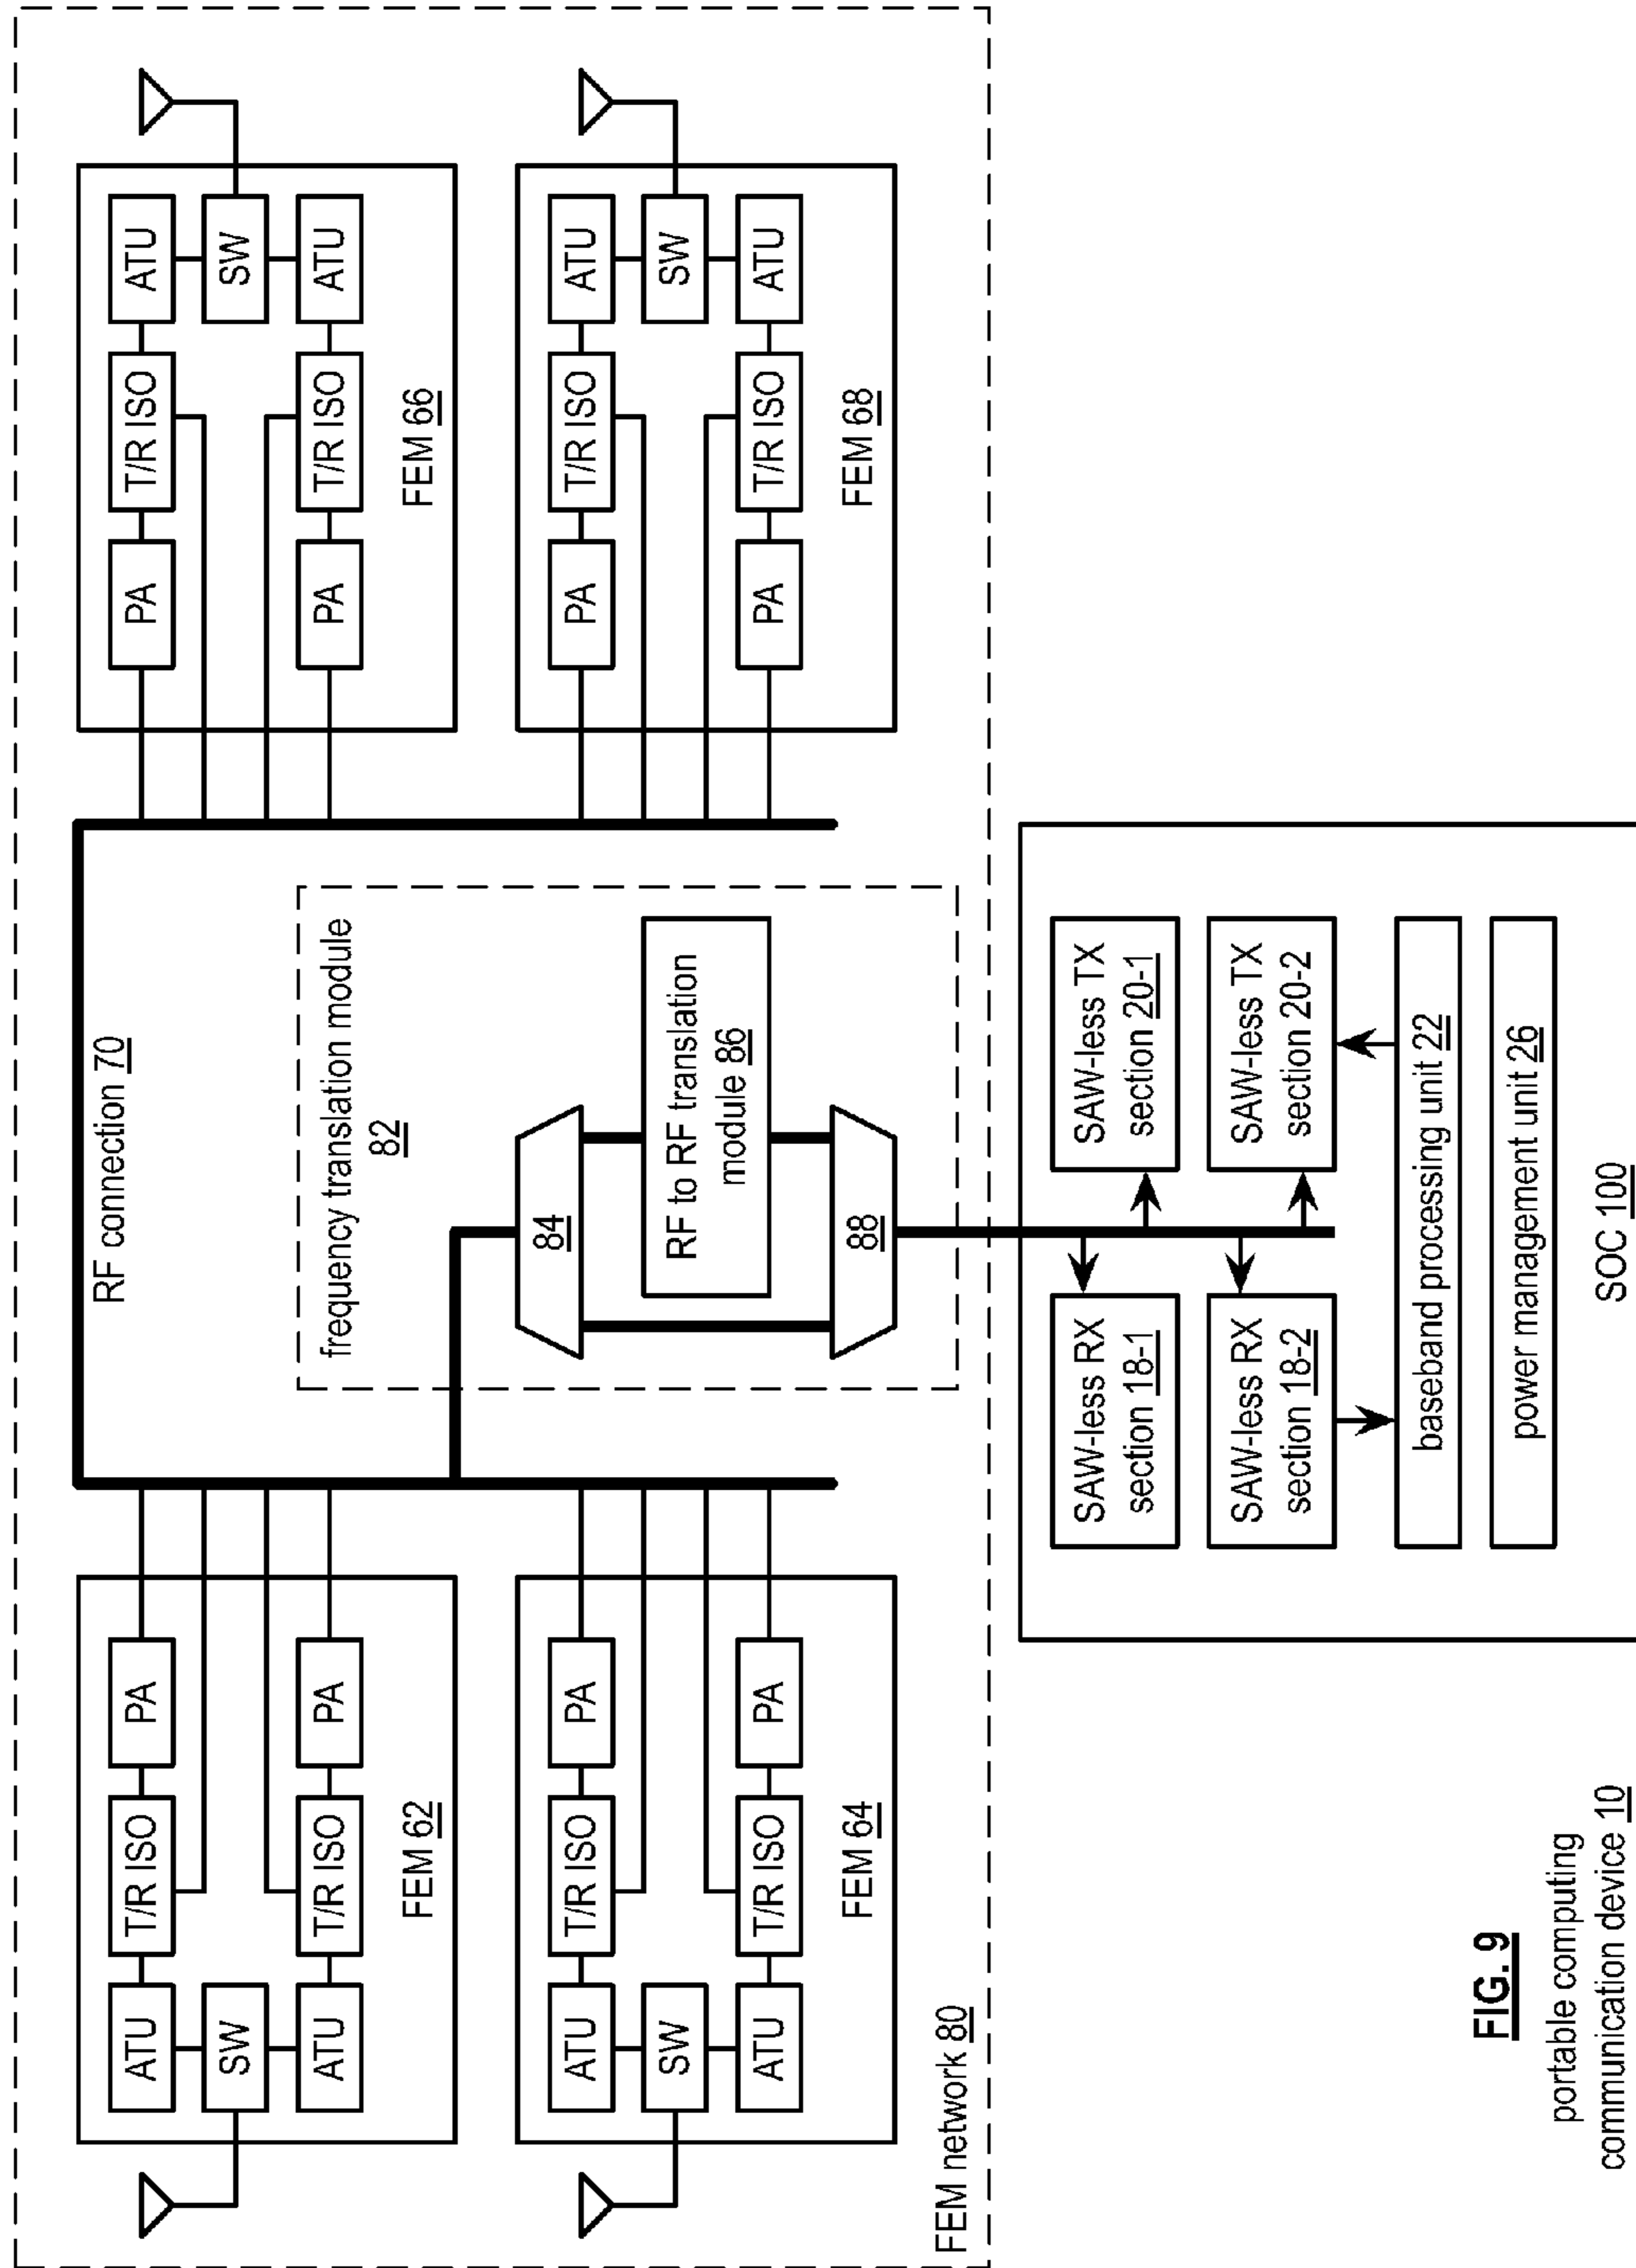 ATU
T/R ISO
PA
SW
ATU
T/R ISO
PA
FEM 62
RF connection 70
PA
T/R ISO
ATU
SW
PA
T/R ISO
ATU
FEM 66
frequency translation module
82
ATU
T/R ISO
PA
SW
ATU
T/R ISO
PA
FEM 64
84
RF to RF translation
module 86
88
PA
T/R ISO
ATU
SW
PA
T/R ISO
ATU
FEM 68
FEM network 80
SAW-less RX
section 18-1
SAW-less TX
section 20-1
SAW-less RX
section 18-2
SAW-less TX
section 20-2
baseband processing unit 22
power management unit 26
SOC 100
FIG. 9
portable computing
communication device 10